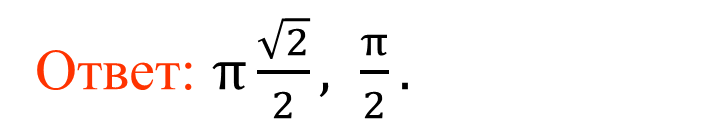 Ответ: π √2/2, π/2.